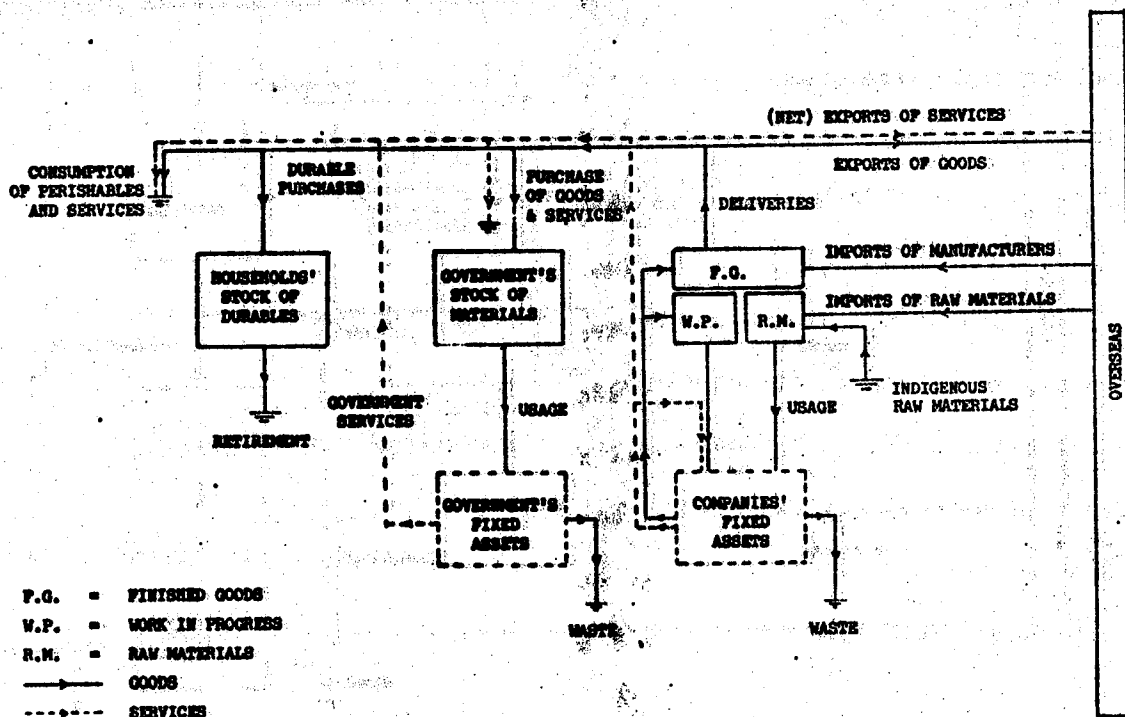 (NET) EXPORTS OF SERVICES
EXPORTS OF GOODS
CONSUMPTION
OF PERISHABLES
AND SERVICES
DURABLE
PURCHASES
PURCHASE
OF GOODS
& SERVICES
DELIVERIES
HOUSEHOLDS'
STOCK OF
DURABLES
GOVERNMENT'S
STOCK OF
MATERIALS
F.G.
W.P.
R.M.
IMPORTS OF MANUFACTURERS
IMPORTS OF RAW MATERIALS
OVERSEAS
INDIGENOUS
RAW MATERIALS
GOVERNMENT
SERVICES
USAGE
USAGE
RETIREMENT
GOVERNMENT'S
FIXED
ASSETS
COMPANIES'
FIXED
ASSETS
WASTE
WASTE
F.G. = FINISHED GOODS
W.P. = WORK IN PROGRESS
R.M. = RAW MATERIALS
GOODS
SERVICES